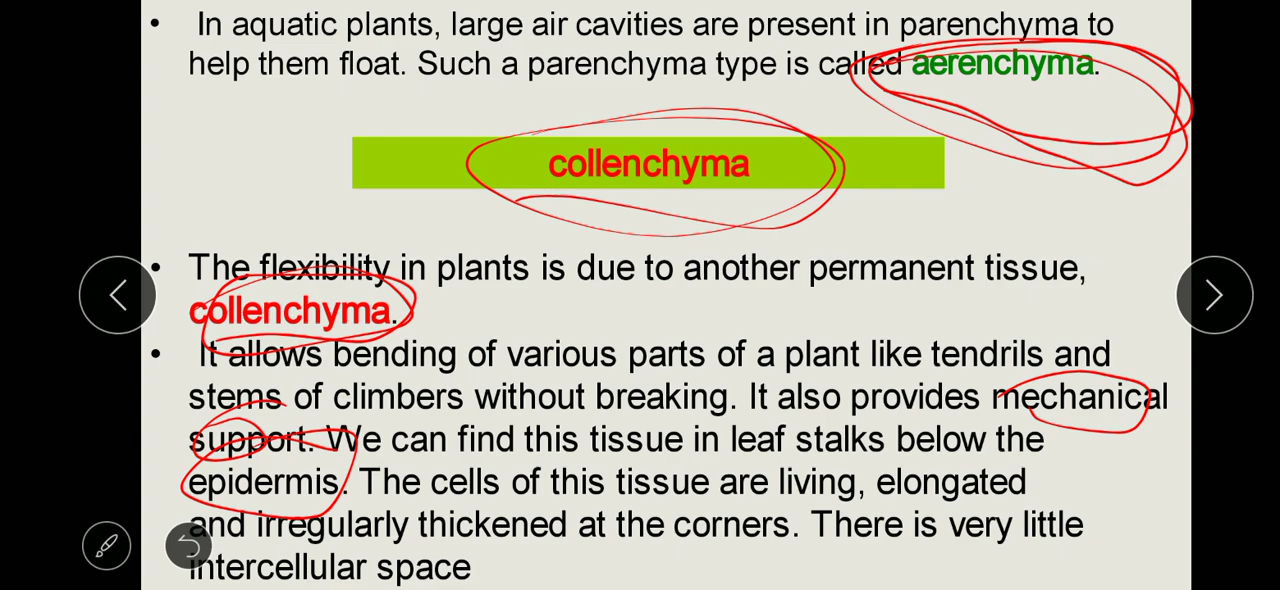 • In aquatic plants, large air cavities are present in parenchyma to
help them float. Such a parenchyma type is called aerenchyma.
collenchyma
• The flexibility in plants is due to another permanent tissue,
collenchyma.
• It allows bending of various parts of a plant like tendrils and
stems of climbers without breaking. It also provides mechanical
support. We can find this tissue in leaf stalks below the
epidermis. The cells of this tissue are living, elongated
and irregularly thickened at the corners. There is very little
intercellular space